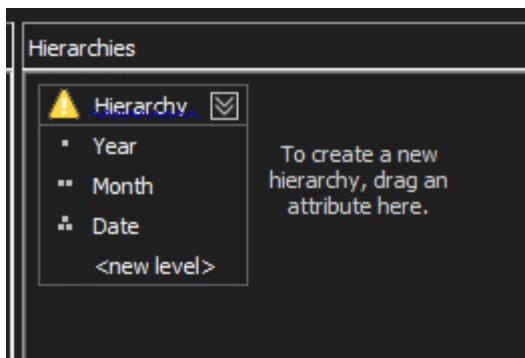 Hierarchies
Hierarchy
Year
Month
Date
<new level>
To create a new
hierarchy, drag an
attribute here.